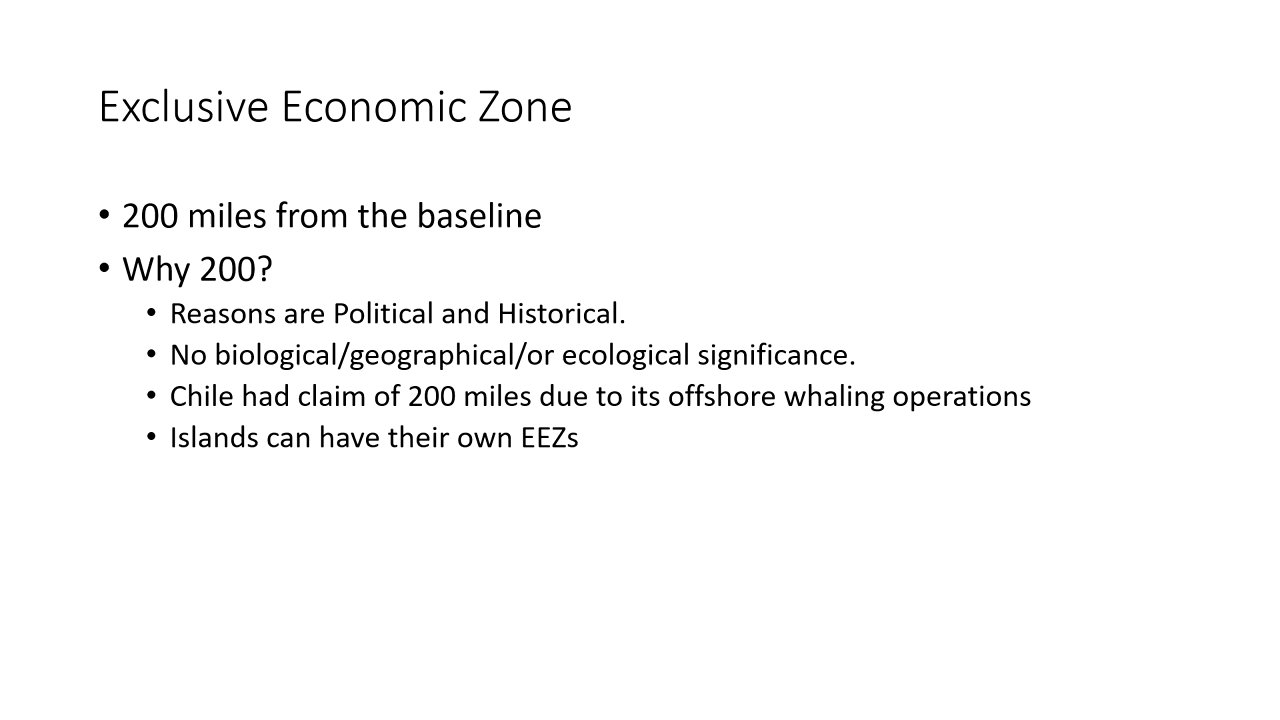 Exclusive Economic Zone
• 200 miles from the baseline
• Why 200?
• Reasons are Political and Historical.
• No biological/geographical/or ecological significance.
• Chile had claim of 200 miles due to its offshore whaling operations
• Islands can have their own EEZs